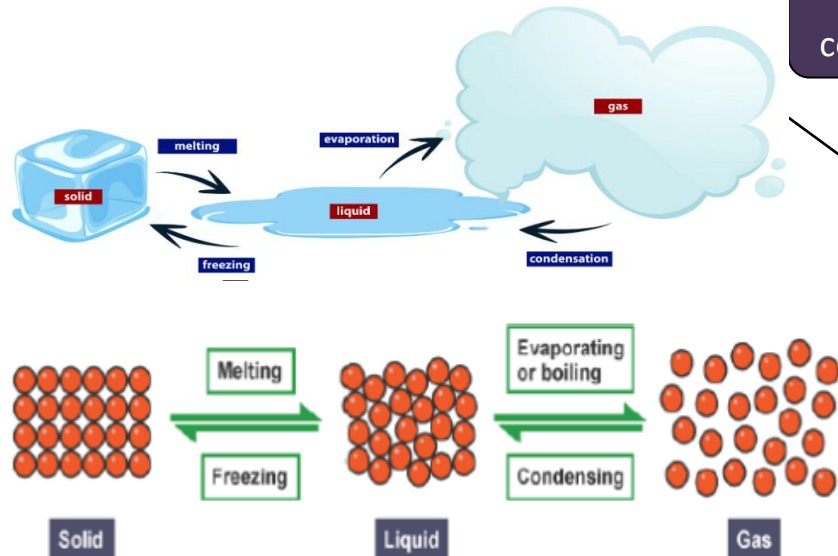 gas
evaporation
melting
solid
liquid
condensation
freezing
Melting
Evaporating
or boiling
Freezing
Condensing
Solid
Liquid
Gas